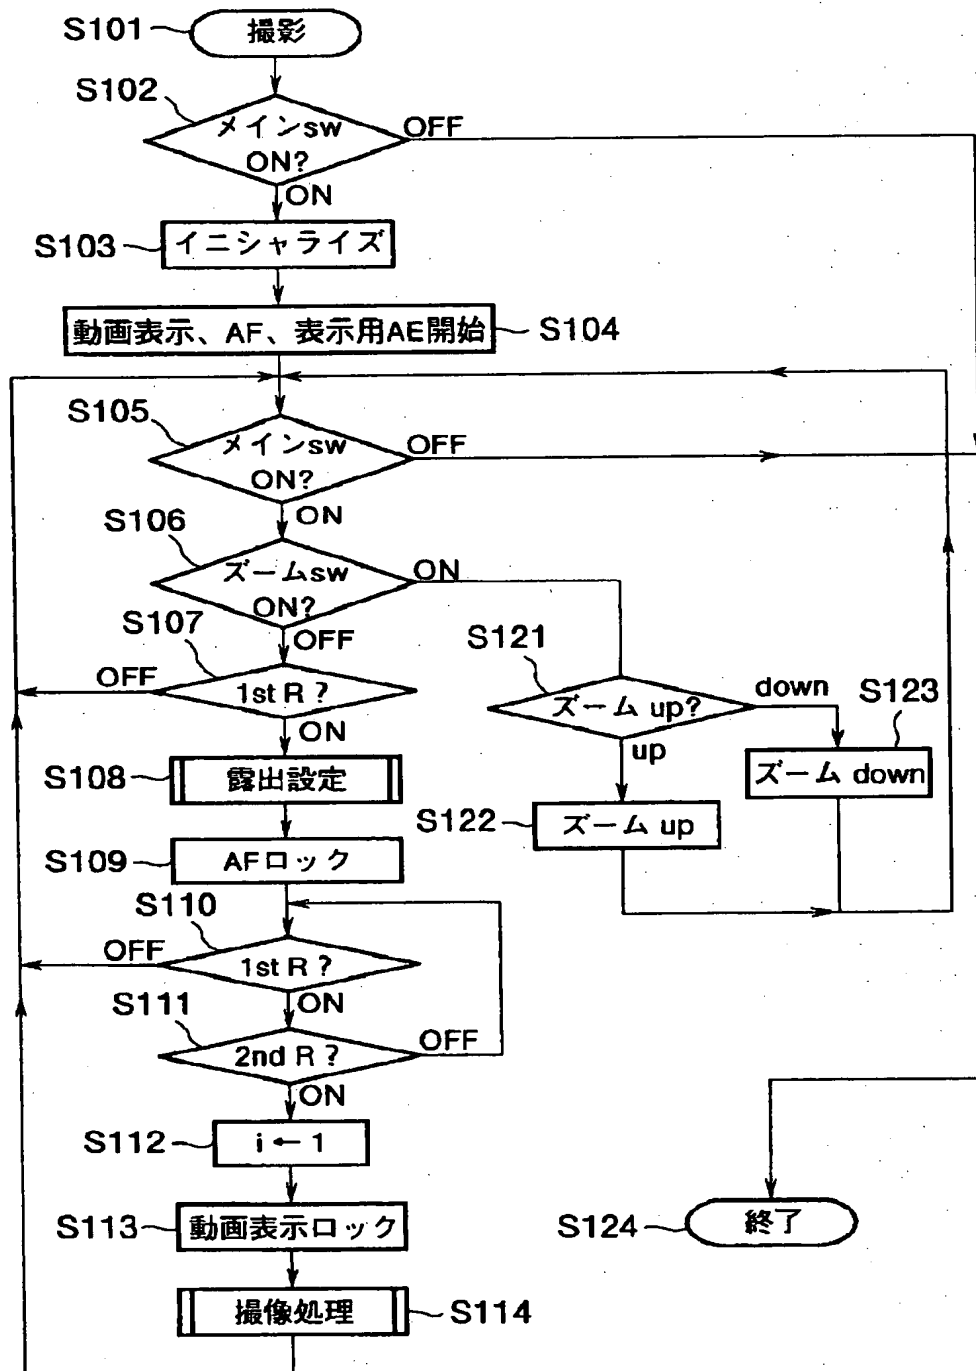 S101
撮影
S102
メインsw
ON?
OFF
ON
S103
イニシャライズ
動画表示、AF、表示用AE開始
S104
S105
メインsw
ON?
OFF
ON
S106
ズームsw
ON?
ON
OFF
S107
OFF
1st R ?
ON
S121
ズーム up?
down
up
S123
ズーム down
S108
露出設定
S122
ズーム up
S109
AFロック
S110
OFF
1st R ?
ON
S111
2nd R ?
OFF
ON
S112
i ← 1
S113
動画表示ロック
S124
終了
撮像処理
S114